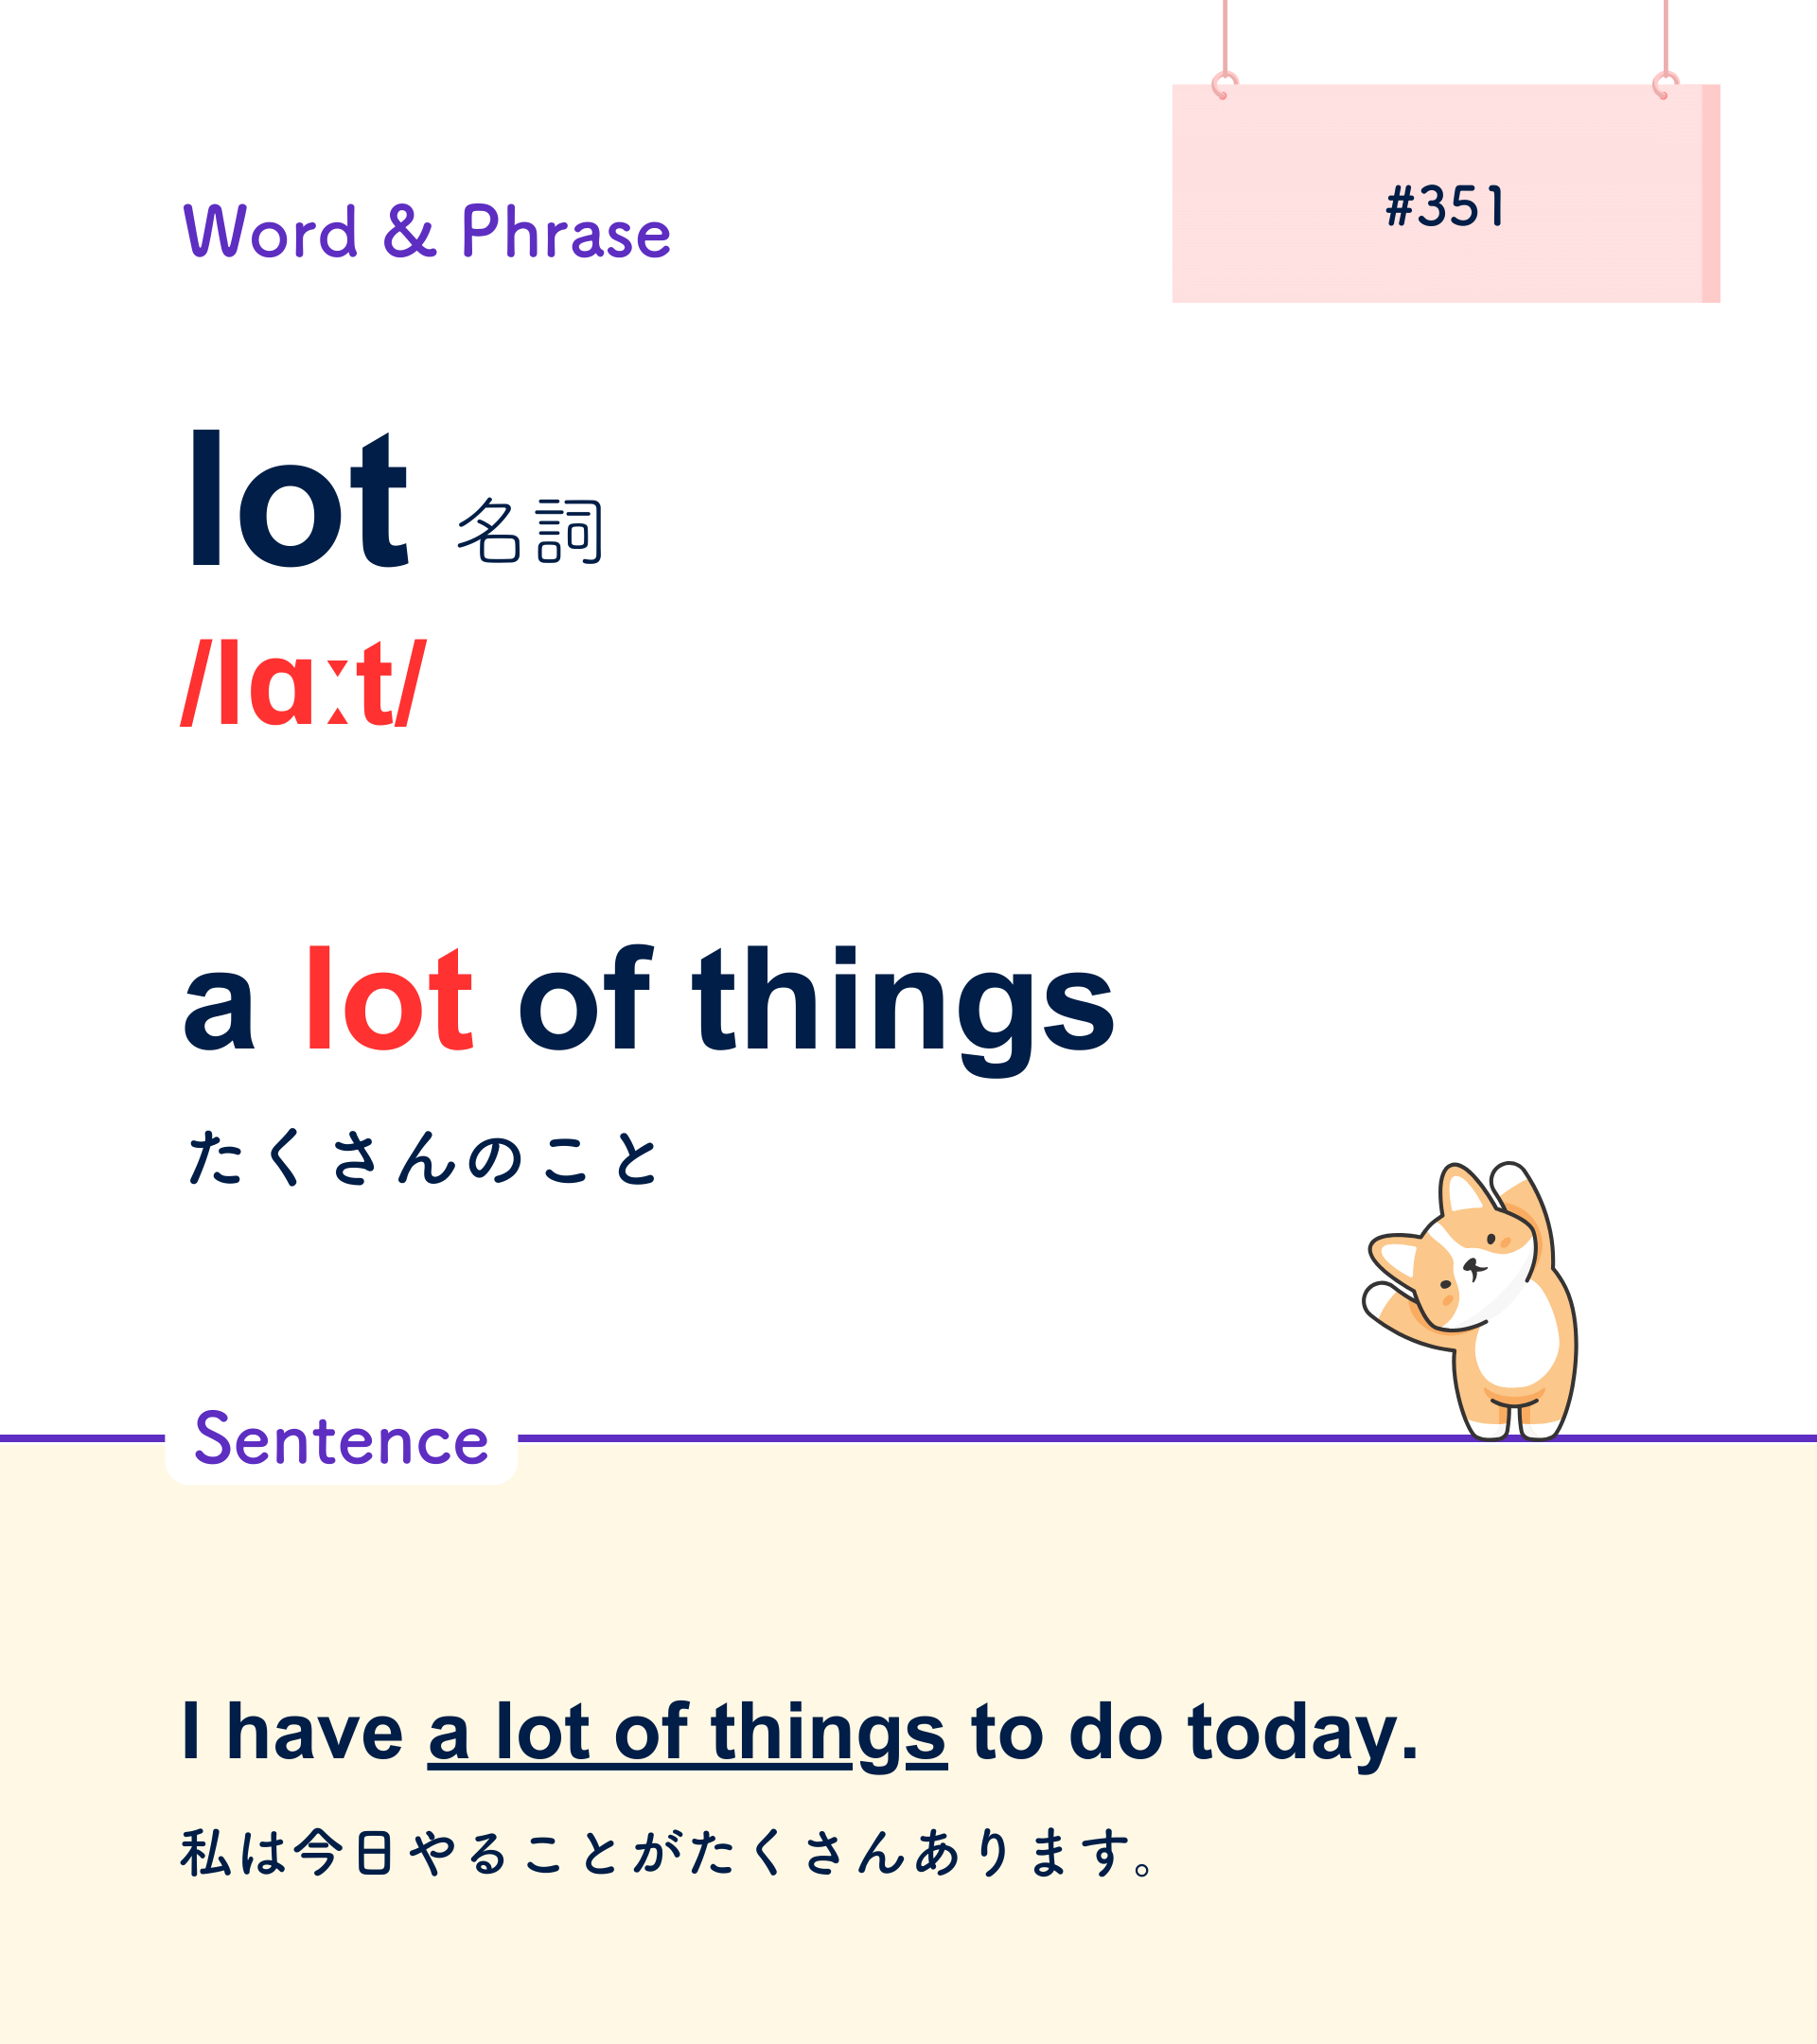 Word & Phrase
#351
lot 名詞
/lɑːt/
a lot of things
たくさんのこと
Sentence
I have a lot of things to do today.
私は今日やることがたくさんあります。